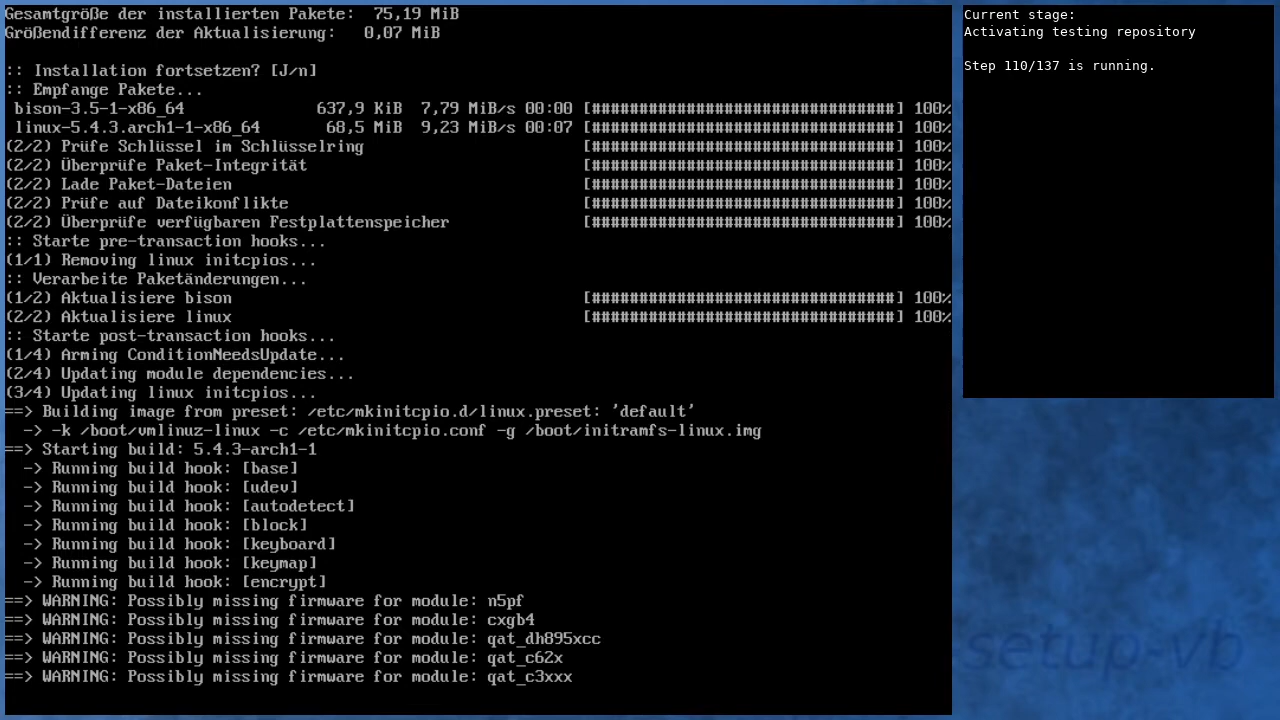 Gesamtgröße der installierten Pakete:  75,19 MiB
Größendifferenz der Aktualisierung:   0,07 MiB
:: Installation fortsetzen? [J/n]
:: Empfange Pakete...
 bison-3.5-1-x86_64              637,9 KiB  7,79 MiB/s 00:00 [################################] 100%
 linux-5.4.3.arch1-1-x86_64       68,5 MiB  9,23 MiB/s 00:07 [################################] 100%
(2/2) Prüfe Schlüssel im Schlüsselring                       [################################] 100%
(2/2) Überprüfe Paket-Integrität                             [################################] 100%
(2/2) Lade Paket-Dateien                                     [################################] 100%
(2/2) Prüfe auf Dateikonflikte                               [################################] 100%
(2/2) Überprüfe verfügbaren Festplattenspeicher              [################################] 100%
:: Starte pre-transaction hooks...
(1/1) Removing linux initcpios...
:: Verarbeite Paketänderungen...
(1/2) Aktualisiere bison                                     [################################] 100%
(2/2) Aktualisiere linux                                     [################################] 100%
:: Starte post-transaction hooks...
(1/4) Arming ConditionNeedsUpdate...
(2/4) Updating module dependencies...
(3/4) Updating linux initcpios...
==> Building image from preset: /etc/mkinitcpio.d/linux.preset: 'default'
  -> -k /boot/vmlinuz-linux -c /etc/mkinitcpio.conf -g /boot/initramfs-linux.img
==> Starting build: 5.4.3-arch1-1
  -> Running build hook: [base]
  -> Running build hook: [udev]
  -> Running build hook: [autodetect]
  -> Running build hook: [block]
  -> Running build hook: [keyboard]
  -> Running build hook: [keymap]
  -> Running build hook: [encrypt]
==> WARNING: Possibly missing firmware for module: n5pf
==> WARNING: Possibly missing firmware for module: cxgb4
==> WARNING: Possibly missing firmware for module: qat_dh895xcc
==> WARNING: Possibly missing firmware for module: qat_c62x
==> WARNING: Possibly missing firmware for module: qat_c3xxx
Current stage:
Activating testing repository
Step 110/137 is running.
setup-vb